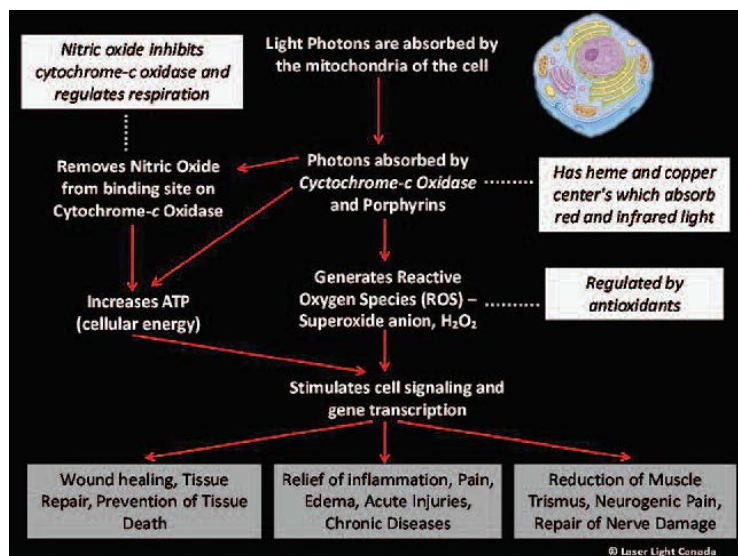 Nitric oxide inhibits
cytochrome-c oxidase and
regulates respiration
Light Photons are absorbed by
the mitochondria of the cell
Removes Nitric Oxide
from binding site on
Cytochrome-c Oxidase
Photons absorbed by
Cyctochrome-c Oxidase
and Porphyrins
Has heme and copper
center's which absorb
red and infrared light
Increases ATP
(cellular energy)
Generates Reactive
Oxygen Species (ROS) –
Superoxide anion, H₂O₂
Regulated by
antioxidants
Stimulates cell signaling and
gene transcription
Wound healing, Tissue
Repair, Prevention of Tissue
Death
Relief of inflammation, Pain,
Edema, Acute Injuries,
Chronic Diseases
Reduction of Muscle
Trismus, Neurogenic Pain,
Repair of Nerve Damage
© Laser Light Canada